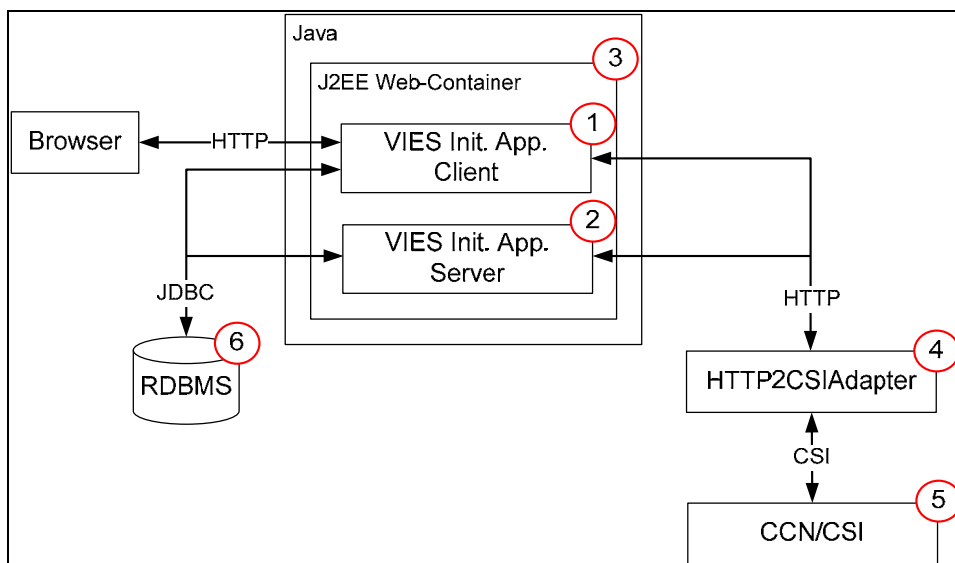 Java
3
J2EE Web-Container
1
Browser
HTTP
VIES Init. App.
Client
2
VIES Init. App.
Server
JDBC
HTTP
6
RDBMS
4
HTTP2CSIAdapter
CSI
5
CCN/CSI